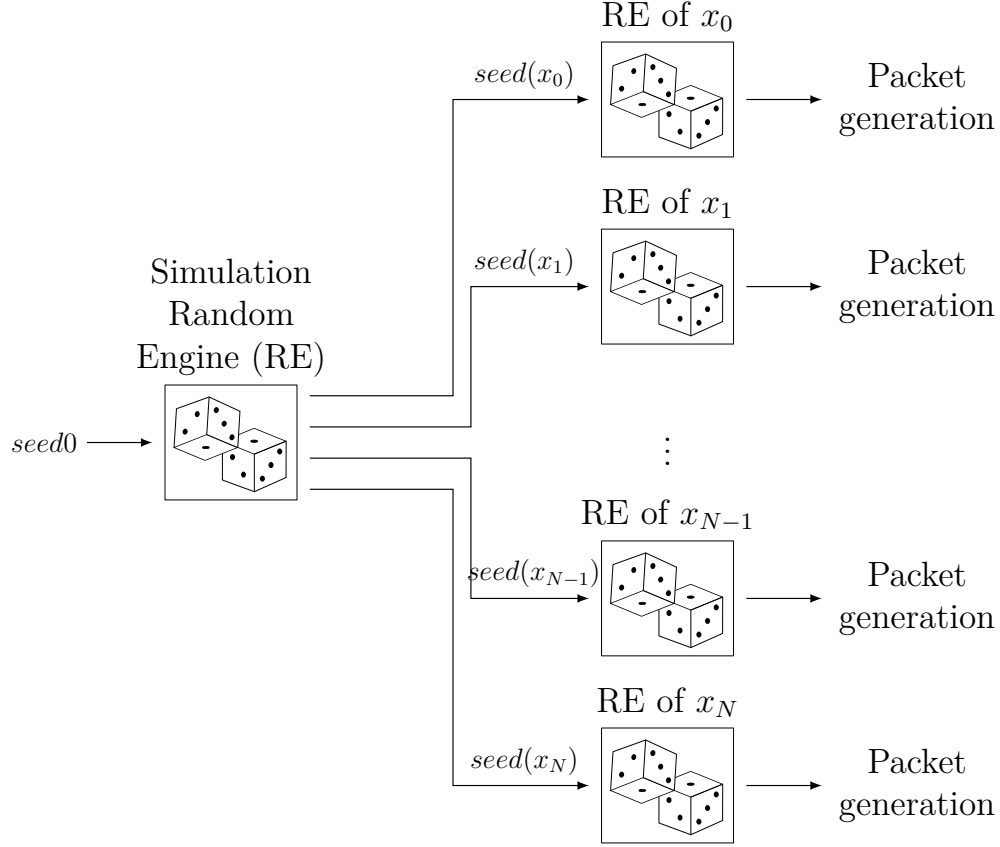 RE of x_0
seed(x_0)
Packet
generation
RE of x_1
seed(x_1)
Packet
generation
Simulation
Random
Engine (RE)
seed0
⋮
RE of x_{N−1}
seed(x_{N−1})
Packet
generation
RE of x_N
seed(x_N)
Packet
generation